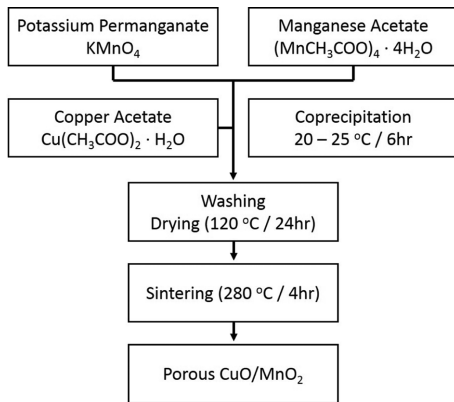 Potassium Permanganate
KMnO₄
Manganese Acetate
(MnCH₃COO)₄ · 4H₂O
Copper Acetate
Cu(CH₃COO)₂ · H₂O
Coprecipitation
20 – 25 °C / 6hr
Washing
Drying (120 °C / 24hr)
Sintering (280 °C / 4hr)
Porous CuO/MnO₂